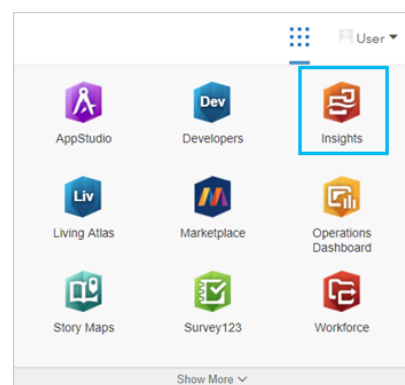 User
Dev
AppStudio
Developers
Insights
Liv
Living Atlas
Marketplace
Operations
Dashboard
Story Maps
Survey123
Workforce
Show More